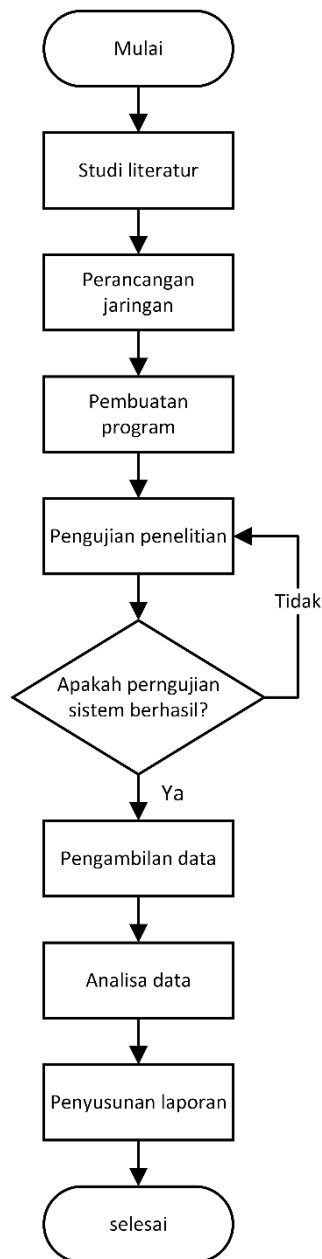 Mulai
Studi literatur
Perancangan
jaringan
Pembuatan
program
Pengujian penelitian
Tidak
Apakah perngujian
sistem berhasil?
Ya
Pengambilan data
Analisa data
Penyusunan laporan
selesai